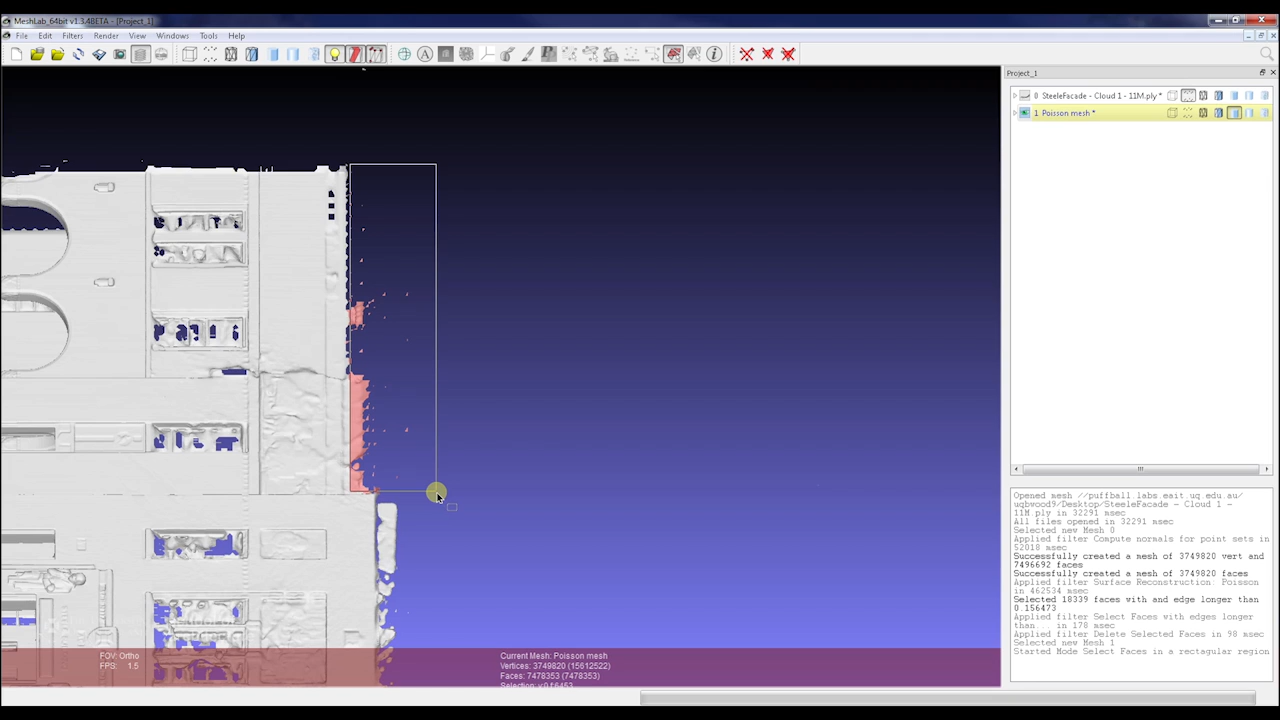 MeshLab_64bit v1.3.4BETA - [Project_1]
File Edit Filters Render View Windows Tools Help
Project_1
0 SteeleFacade - Cloud 1 - 11M.ply *
1 Poisson mesh *
Opened mesh //puffball.labs.eait.uq.edu.au/
uqbwood9/Desktop/SteeleFacade - Cloud 1 -
11M.ply in 32291 msec
All files opened in 32291 msec
Selected new Mesh 0
Applied filter Compute normals for point sets in
52018 msec
Successfully created a mesh of 3749820 vert and
7496692 faces
Successfully created a mesh of 3749820 faces
Applied filter Surface Reconstruction: Poisson
in 462534 msec
Selected 18339 faces with and edge longer than
0.156473
Applied filter Select Faces with edges longer
than... in 178 msec
Applied filter Delete Selected Faces in 98 msec
Selected new Mesh 1
Started Mode Select Faces in a rectagular region
FOV: Ortho
FPS: 1.5
Current Mesh: Poisson mesh
Vertices: 3749820 (15612522)
Faces: 7478353 (7478353)
Selection: v:0 f:6453